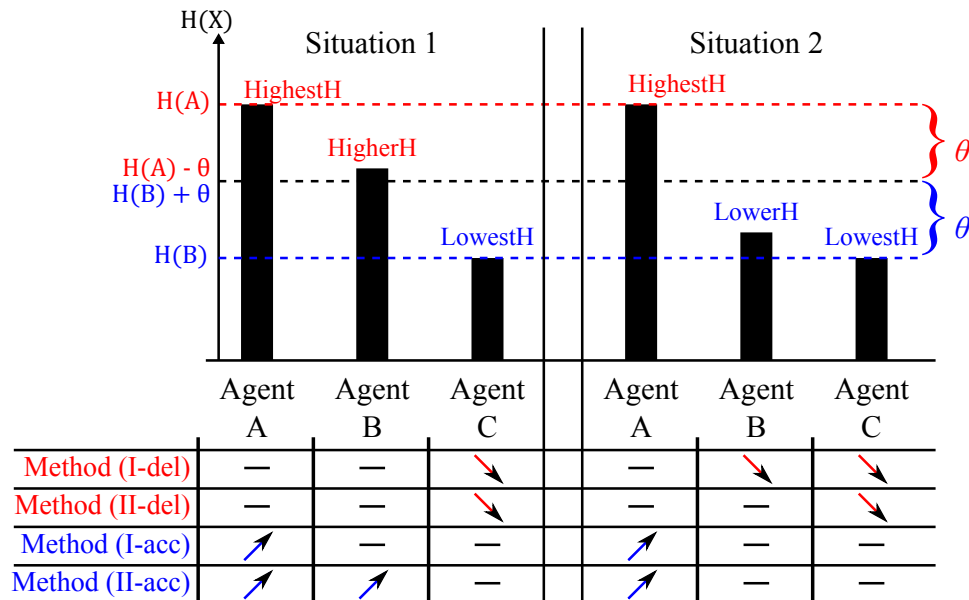 H(X)
Situation 1
Situation 2
H(A)
HighestH
HighestH
HigherH
θ
H(A) - θ
H(B) + θ
LowerH
θ
LowestH
LowestH
H(B)
Agent A
Agent B
Agent C
Agent A
Agent B
Agent C
Method (I-del) — — — 
Method (II-del) — — — —
Method (I-acc) — — — —
Method (II-acc) — — —